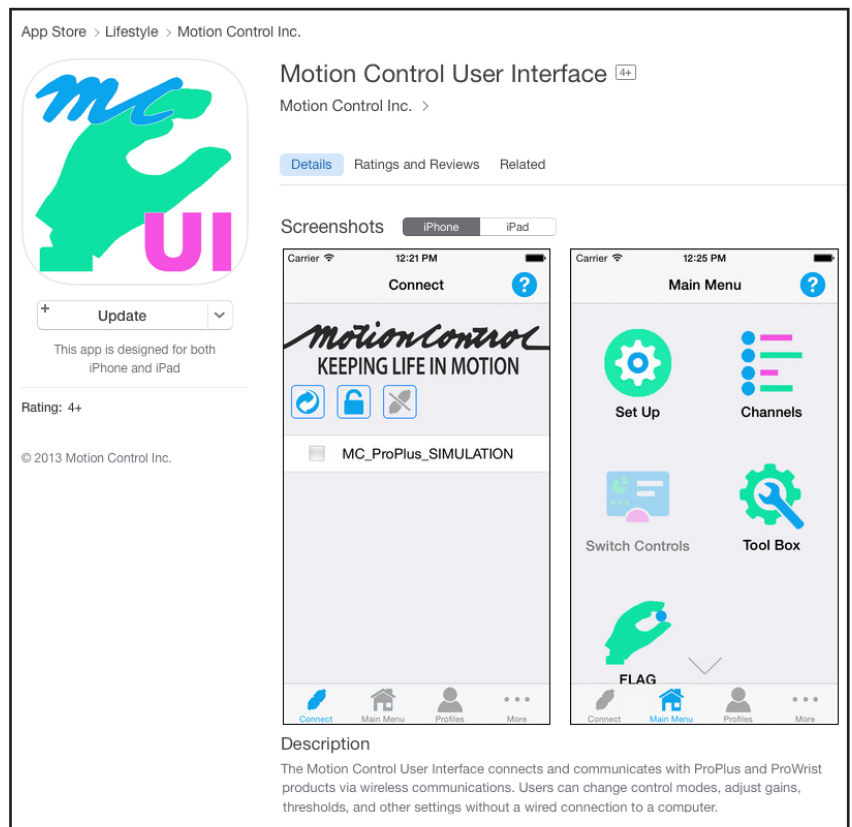 App Store > Lifestyle > Motion Control Inc.
MC
UI
+ Update
This app is designed for both
iPhone and iPad
Rating: 4+
© 2013 Motion Control Inc.
Motion Control User Interface 4+
Motion Control Inc. >
Details Ratings and Reviews Related
Screenshots iPhone iPad
Carrier 12:21 PM
Connect ?
Motion Control
KEEPING LIFE IN MOTION
MC_ProPlus_SIMULATION
Connect Main Menu Profiles More
Carrier 12:25 PM
Main Menu ?
Set Up Channels
Switch Controls Tool Box
FLAG
Connect Main Menu Profiles More
Description
The Motion Control User Interface connects and communicates with ProPlus and ProWrist
products via wireless communications. Users can change control modes, adjust gains,
thresholds, and other settings without a wired connection to a computer.